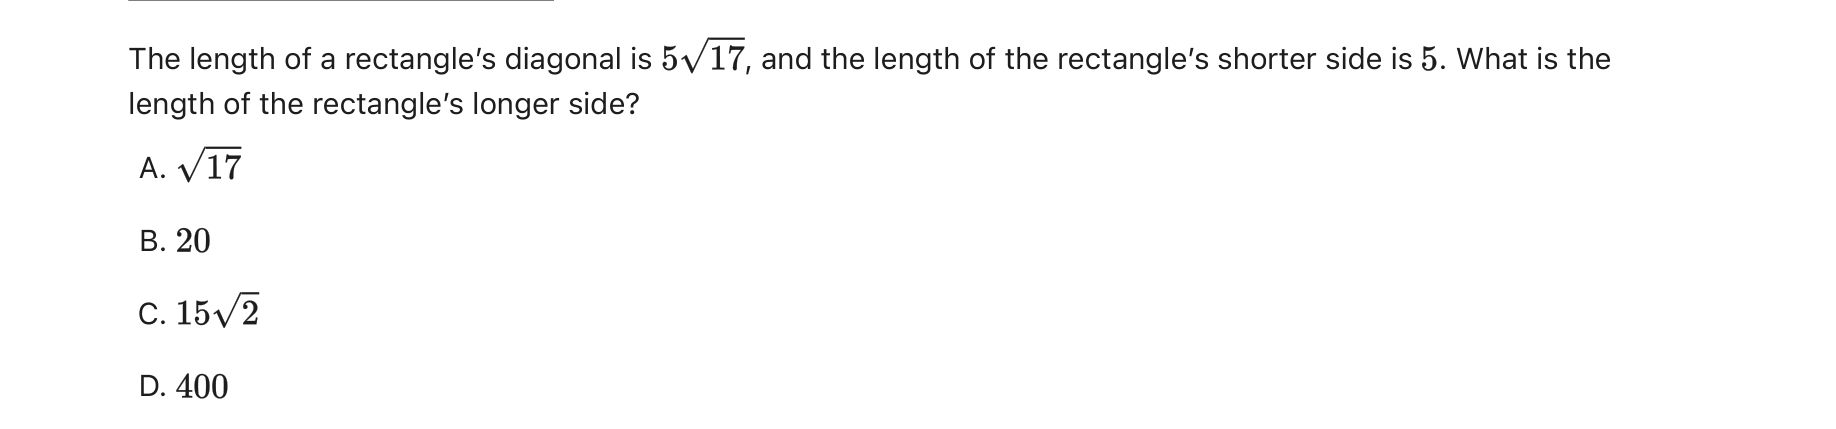 The length of a rectangle's diagonal is 5√17, and the length of the rectangle's shorter side is 5. What is the
length of the rectangle's longer side?
A. √17
B. 20
C. 15√2
D. 400